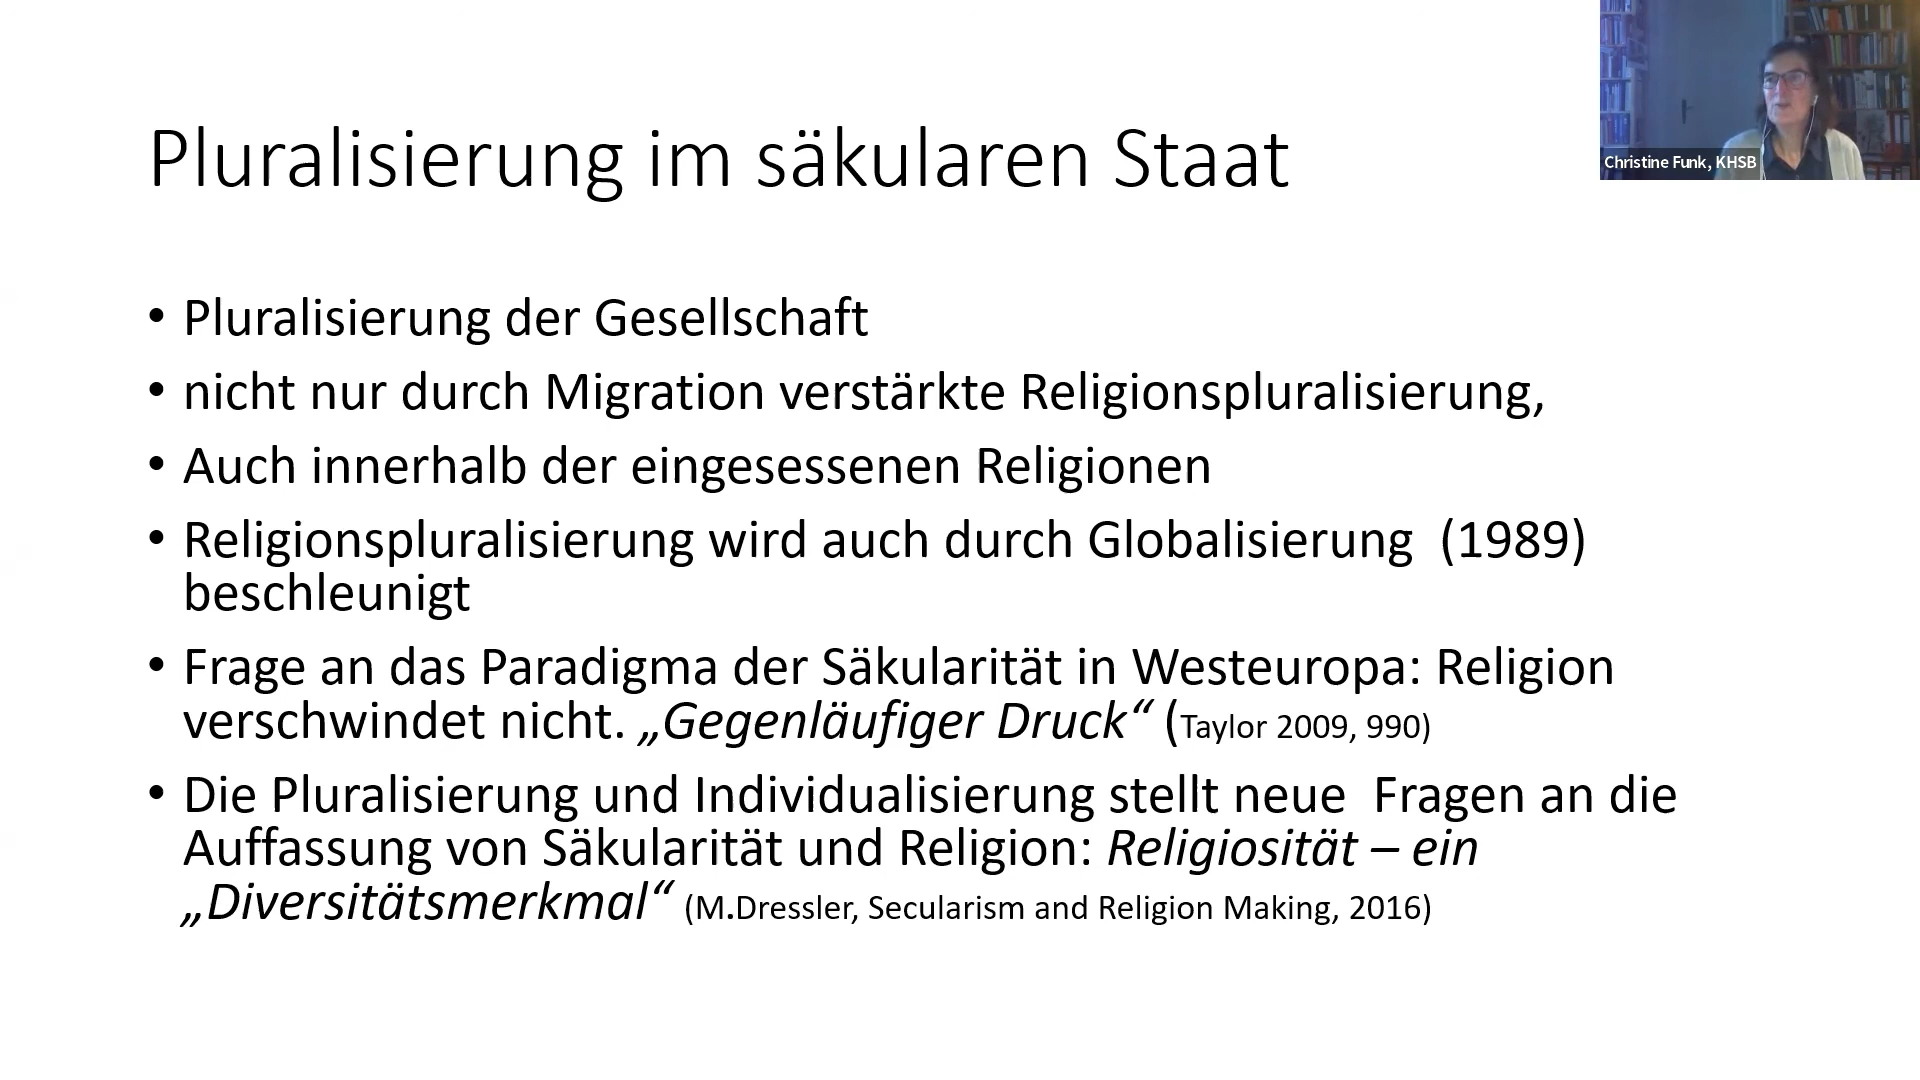 Christine Funk, KHSB
Pluralisierung im säkularen Staat
• Pluralisierung der Gesellschaft
• nicht nur durch Migration verstärkte Religionspluralisierung,
• Auch innerhalb der eingesessenen Religionen
• Religionspluralisierung wird auch durch Globalisierung  (1989)
beschleunigt
• Frage an das Paradigma der Säkularität in Westeuropa: Religion
verschwindet nicht. „Gegenläufiger Druck“ (Taylor 2009, 990)
• Die Pluralisierung und Individualisierung stellt neue  Fragen an die
Auffassung von Säkularität und Religion: Religiosität – ein
„Diversitätsmerkmal“ (M.Dressler, Secularism and Religion Making, 2016)